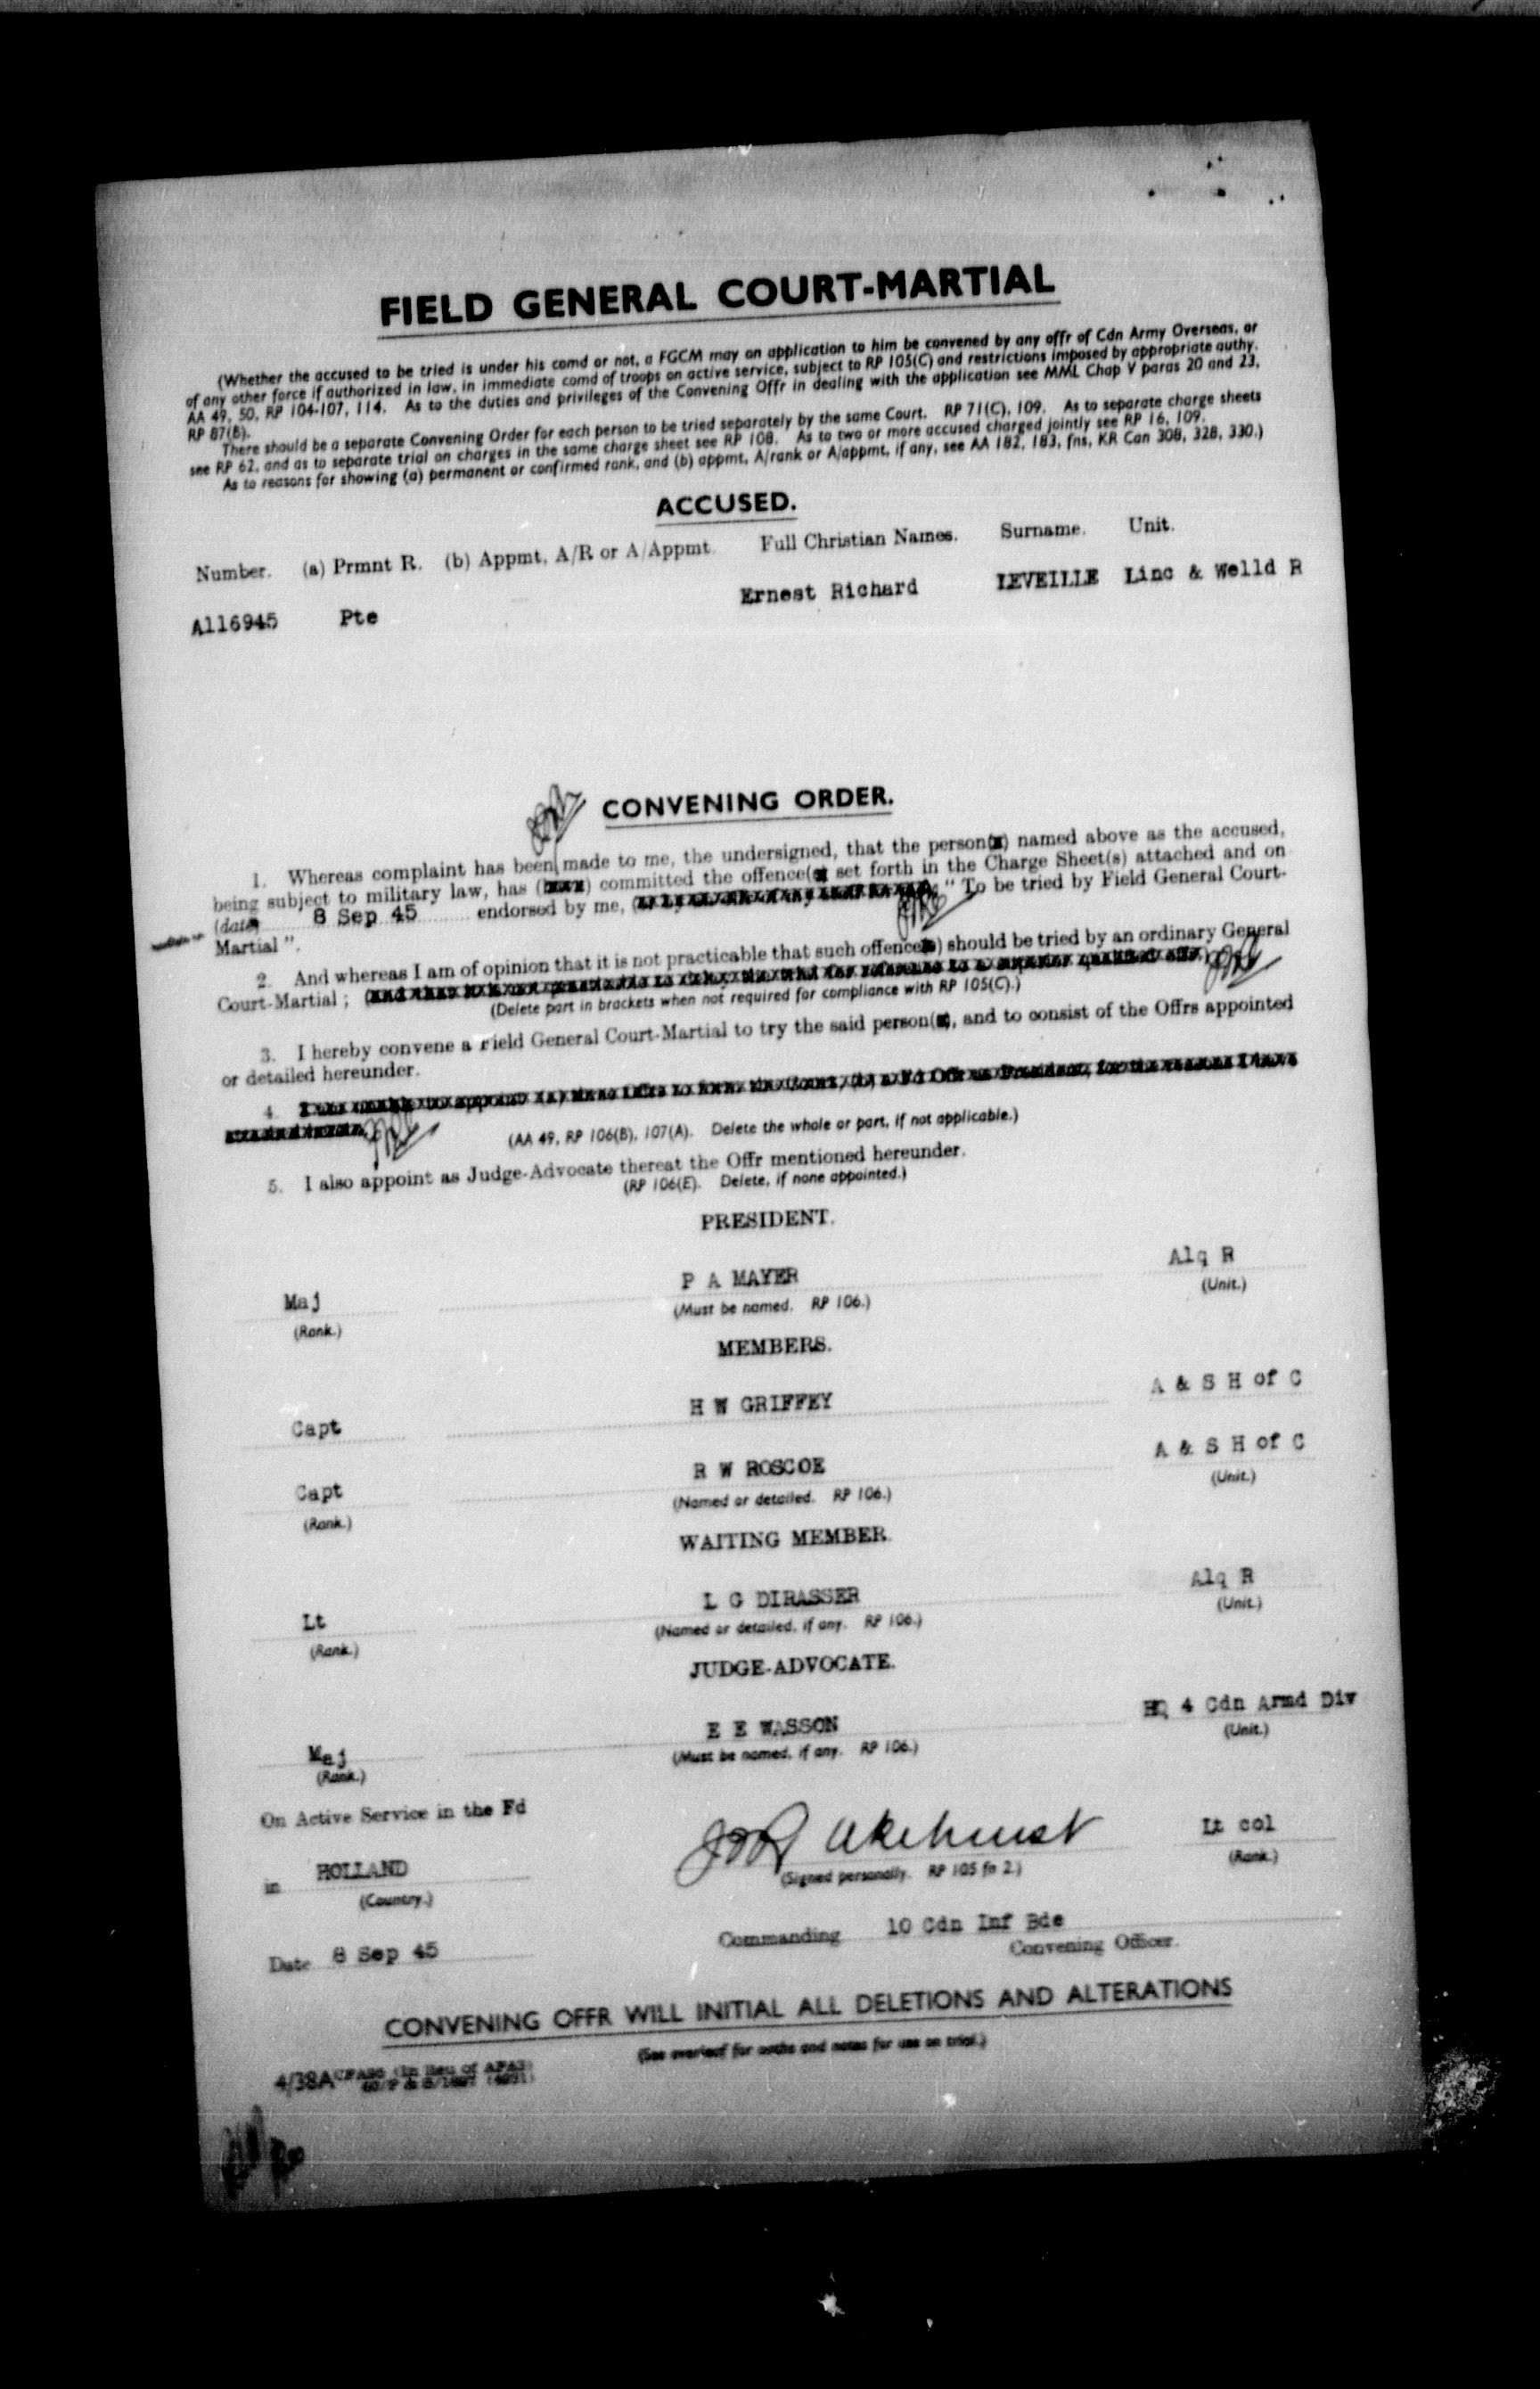 FIELD GENERAL COURT-MARTIAL
(Whether the accused to be tried is under his comd or not, a FGCM may on application to him be convened by any offr of Cdn Army Overseas, or
of any other force if authorized in law, in immediate comd of troops on active service, subject to RP 105(C) and restrictions imposed by appropriate authy.
AA 49, 50, RP 104-107, 114. As to the duties and privileges of the Convening Offr in dealing with the application see MML Chap V paras 20 and 23,
RP 87(B).
There should be a separate Convening Order for each person to be tried separately by the same Court. RP 71(C), 109. As to separate charge sheets
see RP 62, and as to separate trial on charges in the same charge sheet see RP 108. As to two or more accused charged jointly see RP 16, 109.
As to reasons for showing (a) permanent or confirmed rank, and (b) appmt, A/rank or A/appmt, if any, see AA 182, 183, fns, KR Can 308, 328, 330.)
ACCUSED.
Number. (a) Prmnt R. (b) Appmt, A/R or A/Appmt. Full Christian Names. Surname. Unit.
A116945 Pte Ernest Richard LEVEILLE Linc & Welld R
CONVENING ORDER.
1. Whereas complaint has been made to me, the undersigned, that the person( ) named above as the accused,
being subject to military law, has ( ) committed the offence( ) set forth in the Charge Sheet(s) attached and on
(date) 8 Sep 45 endorsed by me, " To be tried by Field General Court-
Martial ".
2. And whereas I am of opinion that it is not practicable that such offence( ) should be tried by an ordinary General
Court-Martial ;
(Delete part in brackets when not required for compliance with RP 105(C).)
3. I hereby convene a Field General Court-Martial to try the said person( ), and to consist of the Offrs appointed
or detailed hereunder.
4.
(AA 49, RP 106(B), 107(A). Delete the whole or part, if not applicable.)
5. I also appoint as Judge-Advocate thereat the Offr mentioned hereunder.
(RP 106(E). Delete, if none appointed.)
PRESIDENT.
Maj P A MAYER Alq R
(Rank.) (Must be named. RP 106.) (Unit.)
MEMBERS.
Capt H W GRIFFEY A & S H of C
Capt R W ROSCOE A & S H of C
(Rank.) (Named or detailed. RP 106.) (Unit.)
WAITING MEMBER.
Lt L G DIRASSER Alq R
(Rank.) (Named or detailed, if any. RP 106.) (Unit.)
JUDGE-ADVOCATE.
Maj E E WASSON HQ 4 Cdn Armd Div
(Rank.) (Must be named, if any. RP 106.) (Unit.)
On Active Service in the Fd
Akehurst Lt Col
in HOLLAND (Signed personally. RP 105 fn 2.) (Rank.)
(Country.)
Commanding 10 Cdn Inf Bde
Date 8 Sep 45 Convening Officer.
CONVENING OFFR WILL INITIAL ALL DELETIONS AND ALTERATIONS
(See overleaf for oaths and notes for use on trial.)
4/38A